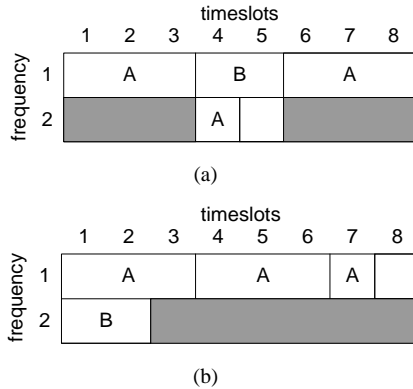 timeslots
1 2 3 4 5 6 7 8
frequency
1 A B A
2 A
(a)
timeslots
1 2 3 4 5 6 7 8
frequency
1 A A A
2 B
(b)